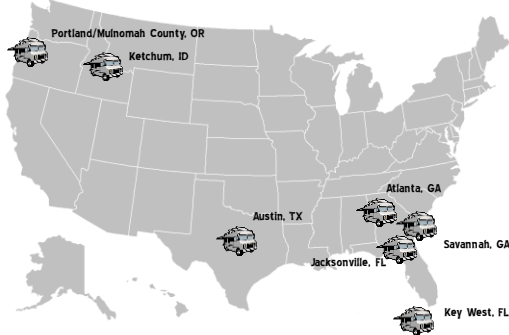 Portland/Mulnomah County, OR
Ketchum, ID
Atlanta, GA
Austin, TX
Savannah, GA
Jacksonville, FL
Key West, FL